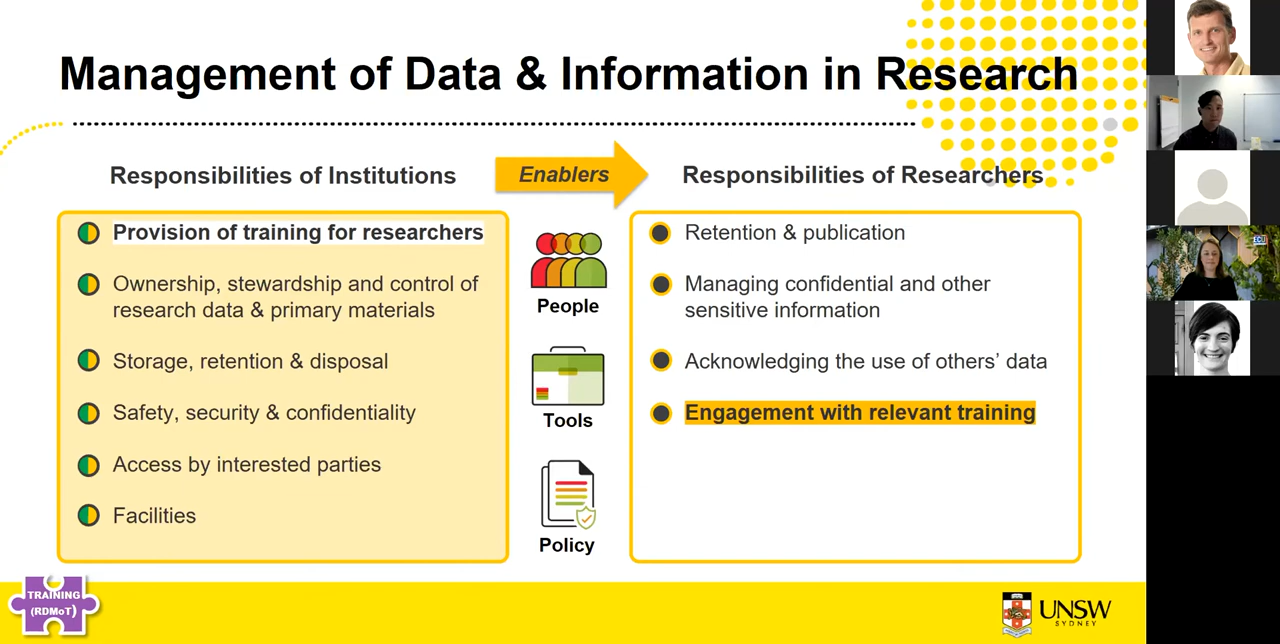 Management of Data & Information in Research
Responsibilities of Institutions
Enablers
Responsibilities of Researchers
Provision of training for researchers
Ownership, stewardship and control of
research data & primary materials
Storage, retention & disposal
Safety, security & confidentiality
Access by interested parties
Facilities
People
Tools
Policy
Retention & publication
Managing confidential and other
sensitive information
Acknowledging the use of others' data
Engagement with relevant training
TRAINING
(RDMoT)
UNSW
SYDNEY
ECU